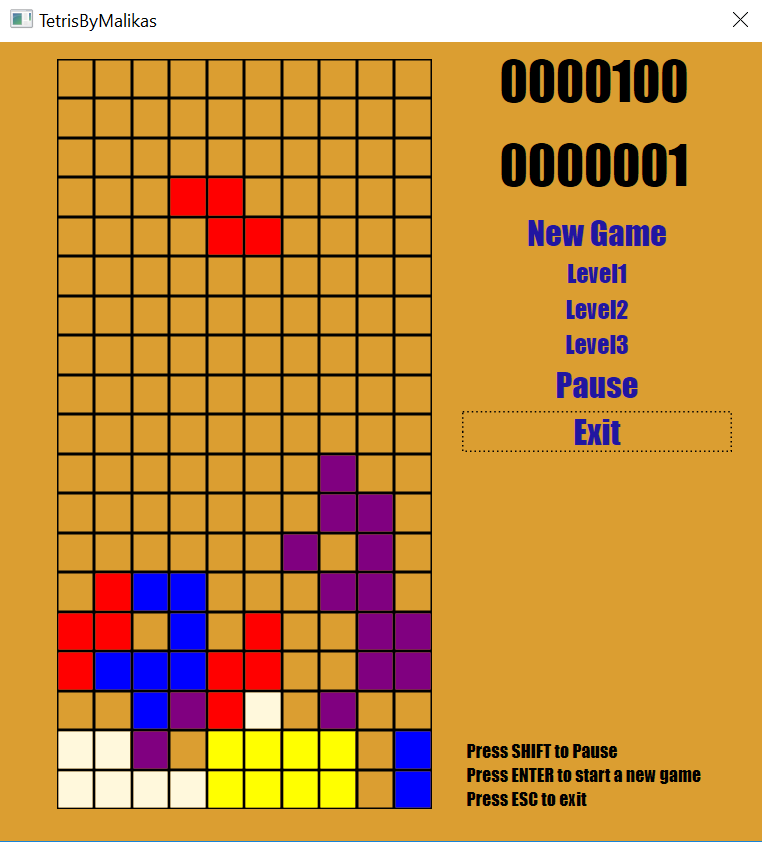 TetrisByMalikas
0000100
0000001
New Game
Level1
Level2
Level3
Pause
Exit
Press SHIFT to Pause
Press ENTER to start a new game
Press ESC to exit